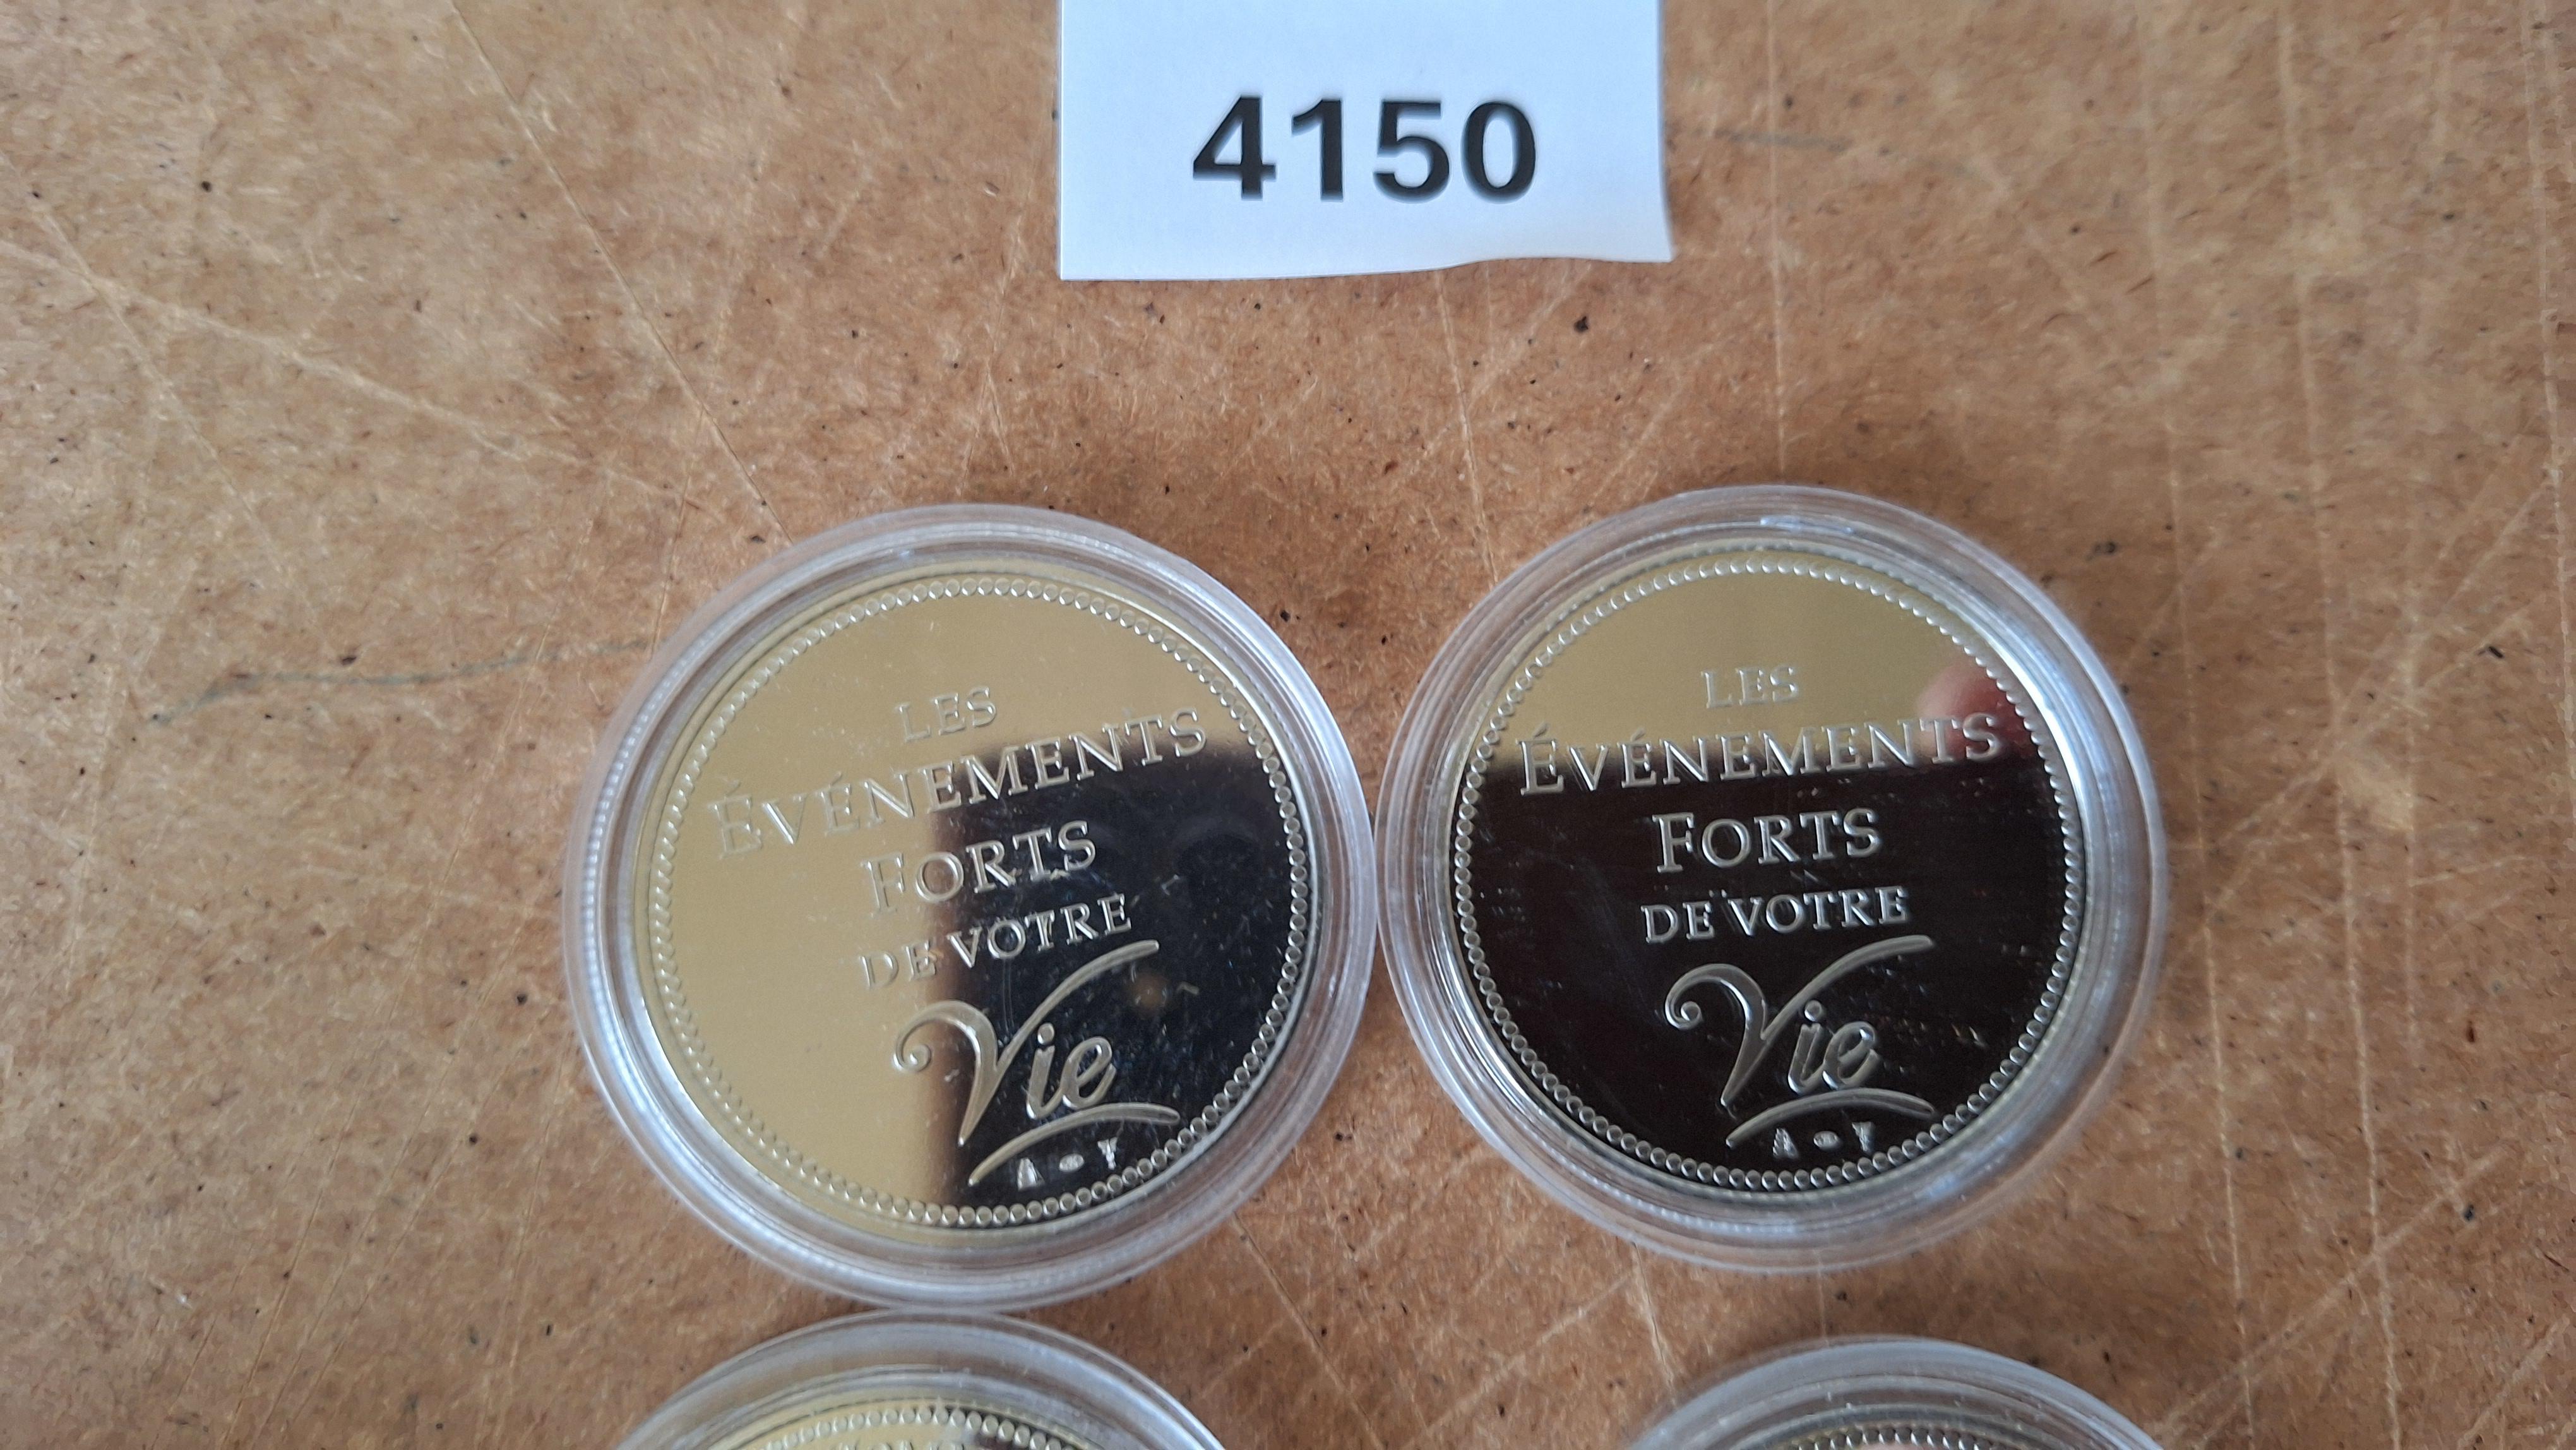 4150
LES
ÉVÉNEMENTS
FORTS
DE VOTRE
Vie
LES
ÉVÉNEMENTS
FORTS
DE VOTRE
Vie